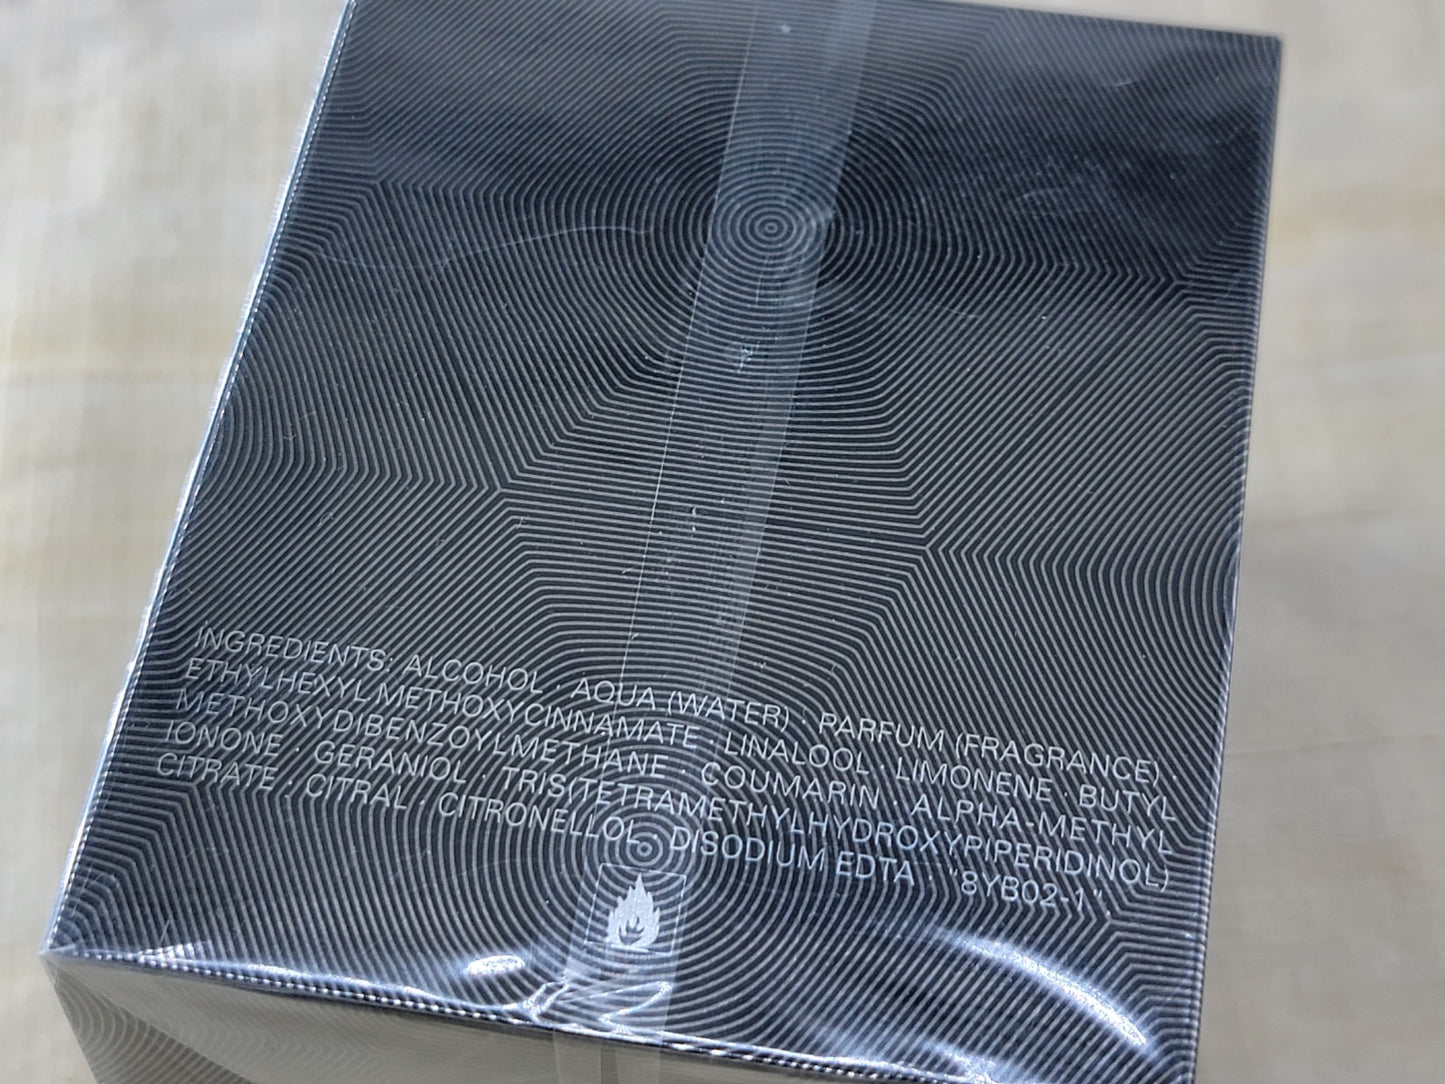 INGREDIENTS: ALCOHOL · AQUA (WATER) · PARFUM (FRAGRANCE) ·
ETHYLHEXYL METHOXYCINNAMATE · LINALOOL · LIMONENE · BUTYL
METHOXYDIBENZOYLMETHANE · COUMARIN · ALPHA-METHYL
IONONE · GERANIOL · TRIS(TETRAMETHYLHYDROXYPIPERIDINOL)
CITRATE · CITRAL · CITRONELLOL · DISODIUM EDTA · "8YB02-1".